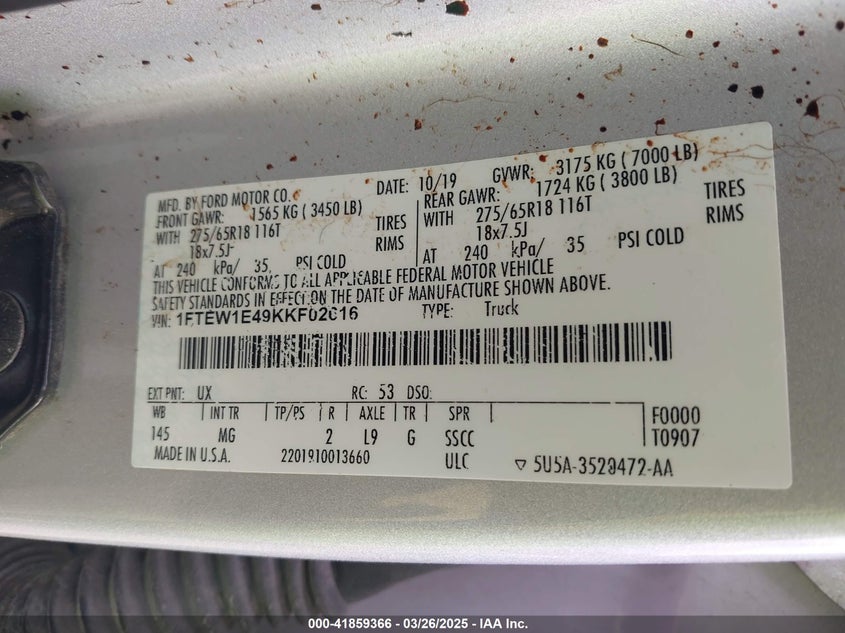 MFD. BY FORD MOTOR CO. DATE: 10/19 GVWR: 3175 KG ( 7000 LB)
FRONT GAWR: 1565 KG ( 3450 LB) REAR GAWR: 1724 KG ( 3800 LB)
WITH 275/65R18 116T TIRES WITH 275/65R18 116T TIRES
18x7.5J RIMS 18x7.5J RIMS
AT 240 kPa/ 35 PSI COLD AT 240 kPa/ 35 PSI COLD
THIS VEHICLE CONFORMS TO ALL APPLICABLE FEDERAL MOTOR VEHICLE
SAFETY STANDARDS IN EFFECT ON THE DATE OF MANUFACTURE SHOWN ABOVE.
VIN: TYPE: Truck
EXT PNT: UX RC: 53 DSO:
WB INT TR TP/PS R AXLE TR SPR F0000
145 MG 2 L9 G SSCC T0907
MADE IN U.S.A. 2201910013660 ULC ▽ 5U5A-3520472-AA
000-41859366 - 03/26/2025 - IAA Inc.